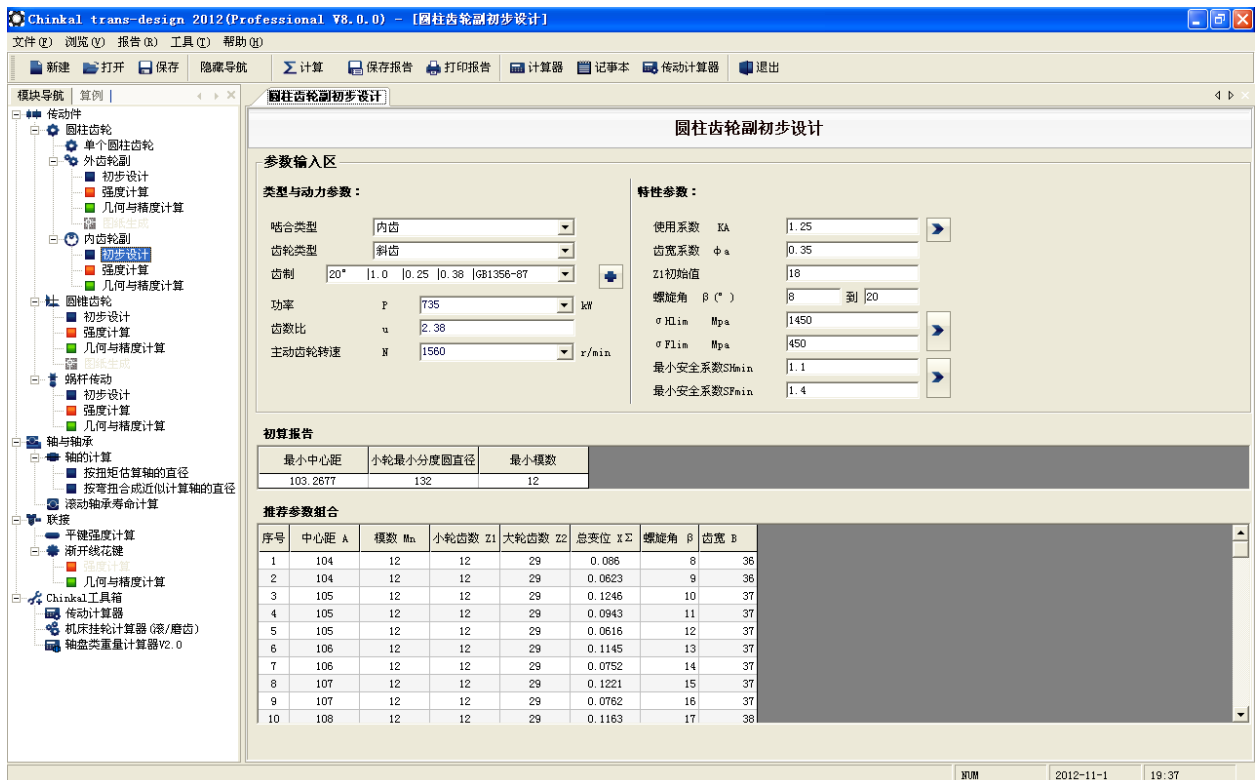 Chinkal trans-design 2012(Professional V8.0.0) - [圆柱齿轮副初步设计]
文件(F) 浏览(V) 报告(R) 工具(T) 帮助(H)
新建 打开 保存 隐藏导航 计算 保存报告 打印报告 计算器 记事本 传动计算器 退出
模块导航 算例
传动件
圆柱齿轮
单个圆柱齿轮
外齿轮副
初步设计
强度计算
几何与精度计算
图纸生成
内齿轮副
初步设计
强度计算
几何与精度计算
圆锥齿轮
初步设计
强度计算
几何与精度计算
图纸生成
蜗杆传动
初步设计
强度计算
几何与精度计算
轴与轴承
轴的计算
按扭矩估算轴的直径
按弯扭合成近似计算轴的直径
滚动轴承寿命计算
联接
平键强度计算
渐开线花键
强度计算
几何与精度计算
Chinkal工具箱
传动计算器
机床挂轮计算器(滚/磨齿)
轴盘类重量计算器V2.0
圆柱齿轮副初步设计
圆柱齿轮副初步设计
参数输入区
类型与动力参数：
啮合类型 内齿
齿轮类型 斜齿
齿制 20° |1.0 |0.25 |0.38 |GB1356-87
功率 P 735 kW
齿数比 u 2.38
主动齿轮转速 N 1560 r/min
特性参数：
使用系数 KA 1.25
齿宽系数 φa 0.35
Z1初始值 18
螺旋角 β(°) 8 到 20
σHlim Mpa 1450
σFlim Mpa 450
最小安全系数SHmin 1.1
最小安全系数SFmin 1.4
初算报告
最小中心距 小轮最小分度圆直径 最小模数
103.2677 132 12
推荐参数组合
序号 中心距 A 模数 Mn 小轮齿数 Z1 大轮齿数 Z2 总变位 XΣ 螺旋角 β 齿宽 B
1 104 12 12 29 0.086 8 36
2 104 12 12 29 0.0623 9 36
3 105 12 12 29 0.1246 10 37
4 105 12 12 29 0.0943 11 37
5 105 12 12 29 0.0616 12 37
6 106 12 12 29 0.1145 13 37
7 106 12 12 29 0.0752 14 37
8 107 12 12 29 0.1221 15 37
9 107 12 12 29 0.0762 16 37
10 108 12 12 29 0.1163 17 38
NUM 2012-11-1 19:37